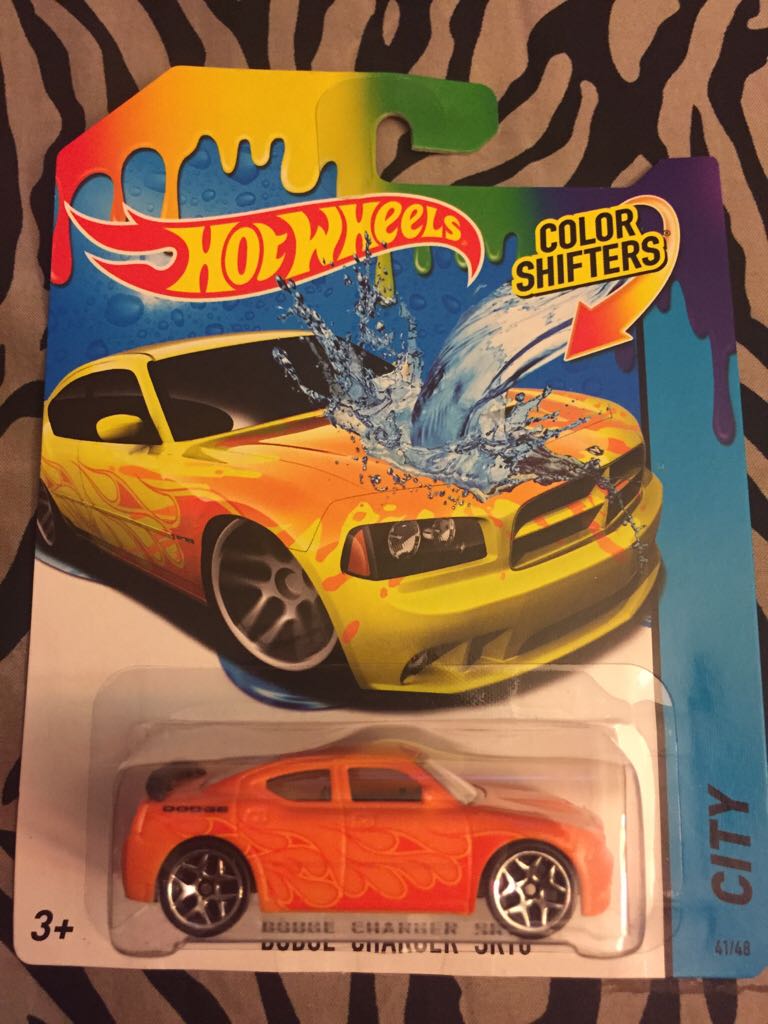 HOT WHEELS
COLOR
SHIFTERS®
DODGE
DODGE CHARGER SRT8
3+
CITY
41/48